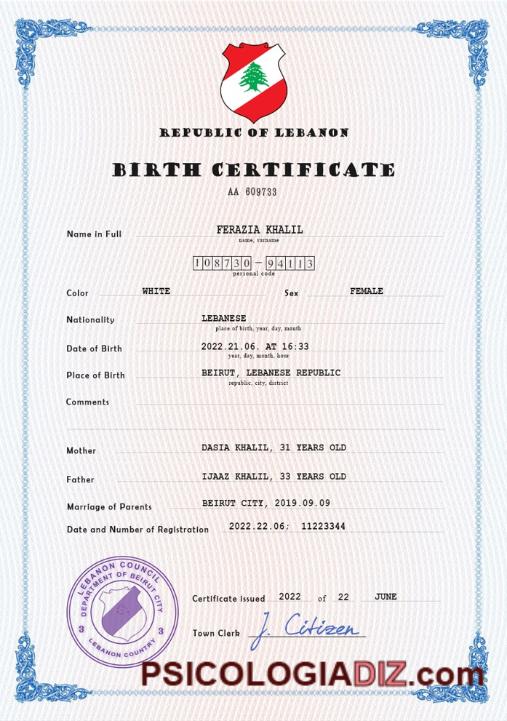 REPUBLIC OF LEBANON
BIRTH CERTIFICATE
AA 609733
Name in Full FERAZIA KHALIL
name, surname
108730-94113
personal code
Color WHITE Sex FEMALE
Nationality LEBANESE
place of birth, year, day, month
Date of Birth 2022.21.06. AT 16:33
year, day, month, hour
Place of Birth BEIRUT, LEBANESE REPUBLIC
republic, city, district
Comments
Mother DASIA KHALIL, 31 YEARS OLD
Father IJAAZ KHALIL, 33 YEARS OLD
Marriage of Parents BEIRUT CITY, 2019.09.09
Date and Number of Registration 2022.22.06; 11223344
LEBANON COUNCIL
DEPARTMENT OF BEIRUT CITY
3 3
LEBANON COUNTRY
Certificate issued 2022 of 22 JUNE
Town Clerk J. Citizen
PSICOLOGIADIZ.com